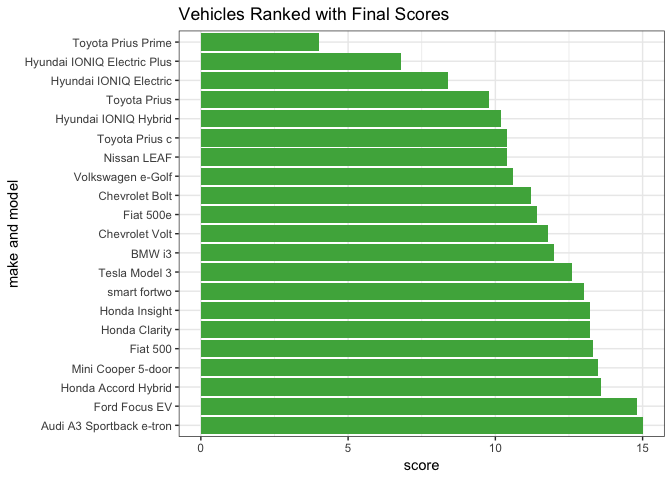 Vehicles Ranked with Final Scores
make and model
Toyota Prius Prime
Hyundai IONIQ Electric Plus
Hyundai IONIQ Electric
Toyota Prius
Hyundai IONIQ Hybrid
Toyota Prius c
Nissan LEAF
Volkswagen e-Golf
Chevrolet Bolt
Fiat 500e
Chevrolet Volt
BMW i3
Tesla Model 3
smart fortwo
Honda Insight
Honda Clarity
Fiat 500
Mini Cooper 5-door
Honda Accord Hybrid
Ford Focus EV
Audi A3 Sportback e-tron
0 5 10 15
score